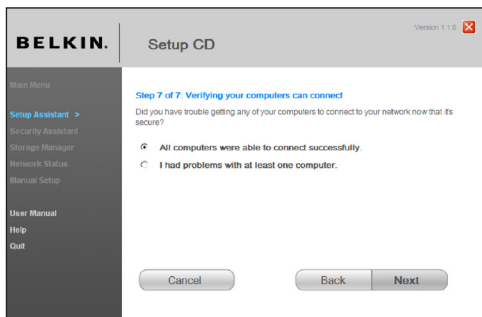 Version 1.1.0
BELKIN.
Setup CD
Main Menu
Setup Assistant >
Security Assistant
Storage Manager
Network Status
Manual Setup
User Manual
Help
Quit
Step 7 of 7: Verifying your computers can connect
Did you have trouble getting any of your computers to connect to your network now that it's
secure?
All computers were able to connect successfully.
I had problems with at least one computer.
Cancel
Back
Next